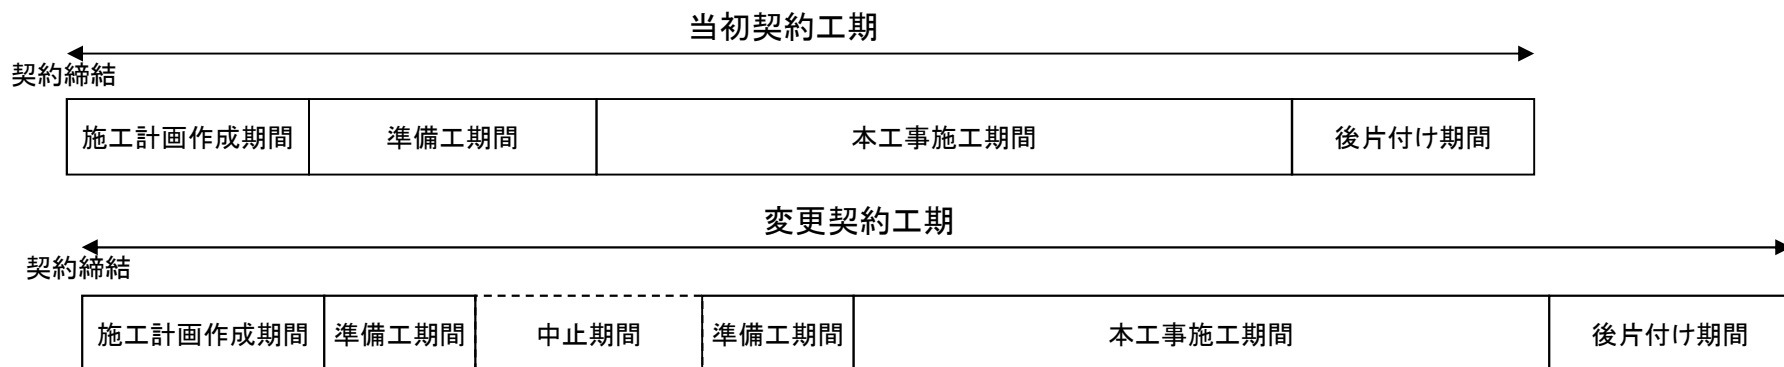 当初契約工期
契約締結
施工計画作成期間 準備工期間 本工事施工期間 後片付け期間
変更契約工期
契約締結
施工計画作成期間 準備工期間 中止期間 準備工期間 本工事施工期間 後片付け期間